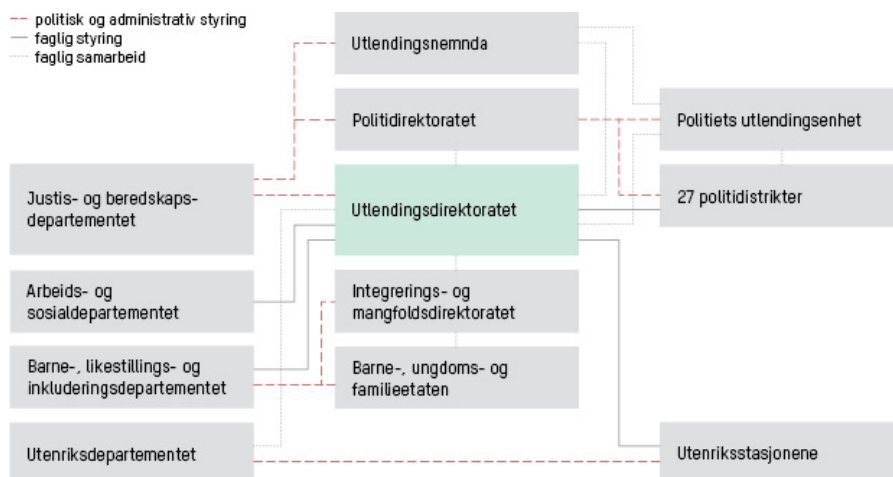 politisk og administrativ styring
faglig styring
faglig samarbeid
Utlendingsnemnda
Politidirektoratet
Politiets utlendingsenhet
Justis- og beredskaps-
departementet
Utlendingsdirektoratet
27 politidistrikter
Arbeids- og
sosialdepartementet
Integrerings- og
mangfoldsdirektoratet
Barne-, likestillings- og
inkluderingsdepartementet
Barne-, ungdoms- og
familieetaten
Utenriksdepartementet
Utenriksstasjonene